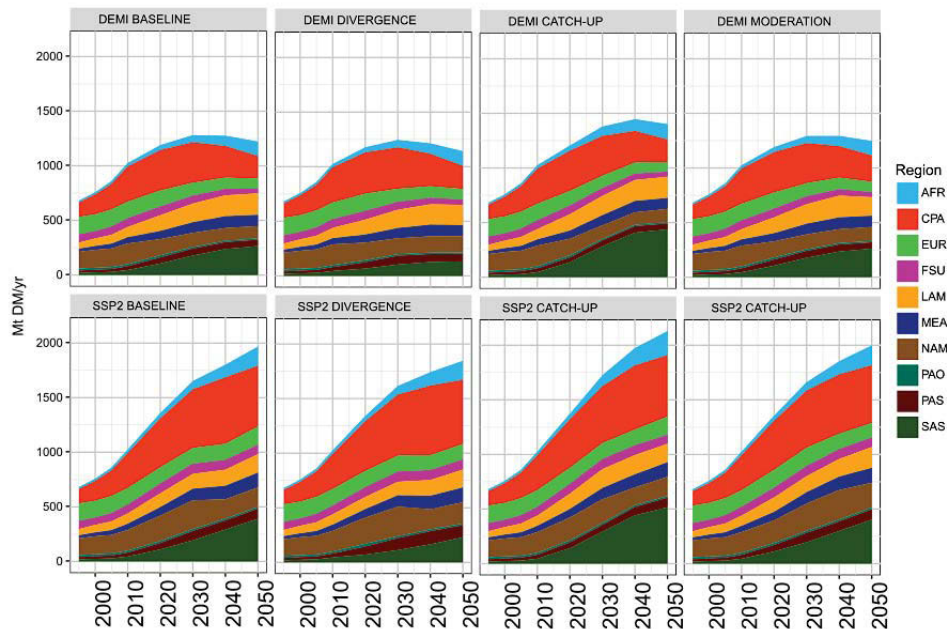 DEMI BASELINE DEMI DIVERGENCE DEMI CATCH-UP DEMI MODERATION
2000
1500
1000
500
0
Mt DM/yr
SSP2 BASELINE SSP2 DIVERGENCE SSP2 CATCH-UP SSP2 CATCH-UP
2000
1500
1000
500
0
2000 2010 2020 2030 2040 2050 2000 2010 2020 2030 2040 2050 2000 2010 2020 2030 2040 2050 2000 2010 2020 2030 2040 2050
Region
AFR
CPA
EUR
FSU
LAM
MEA
NAM
PAO
PAS
SAS